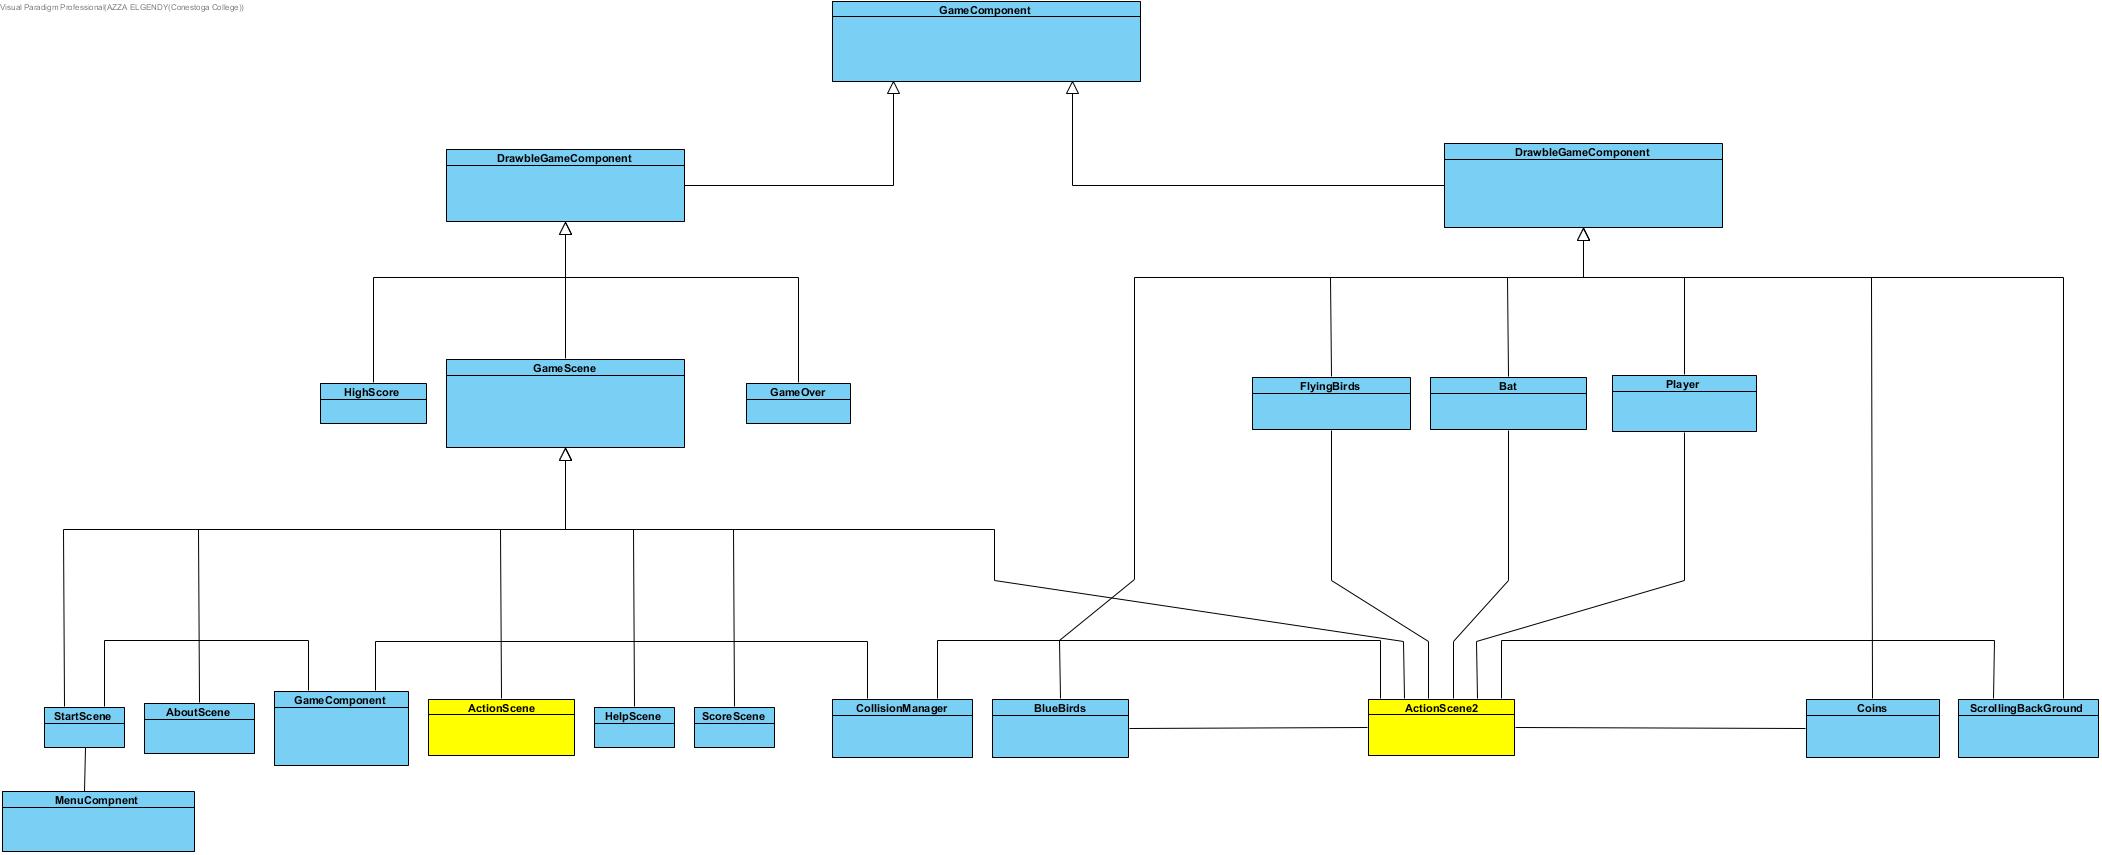 Visual Paradigm Professional(AZZA ELGENDY(Conestoga College))
GameComponent
DrawbleGameComponent
DrawbleGameComponent
HighScore
GameScene
GameOver
FlyingBirds
Bat
Player
StartScene
AboutScene
GameComponent
ActionScene
HelpScene
ScoreScene
CollisionManager
BlueBirds
ActionScene2
Coins
ScrollingBackGround
MenuCompnent